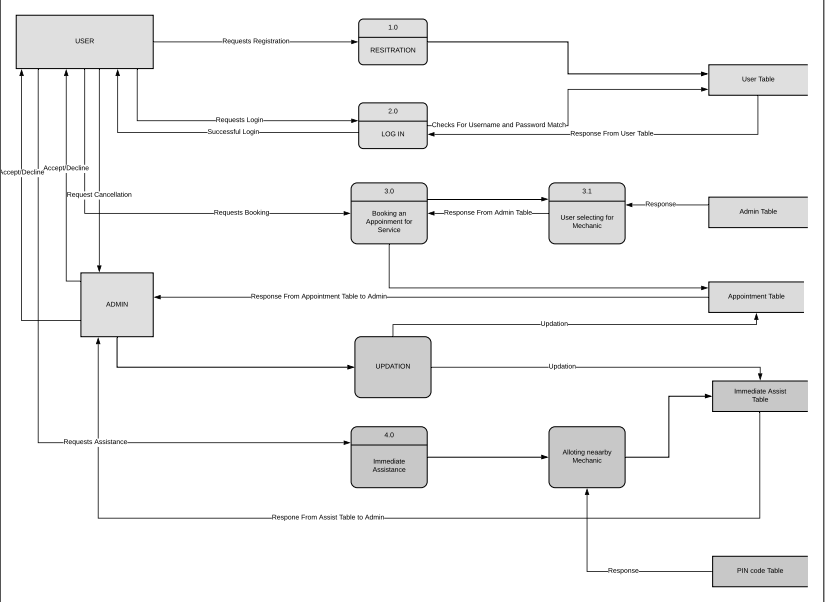 USER
Requests Registration
1.0
RESITRATION
User Table
Requests Login
2.0
LOG IN
Successful Login
Checks For Username and Password Match
Response From User Table
Accept/Decline
Accept/Decline
Request Cancellation
Requests Booking
3.0
Booking an
Appoinment for
Service
Response From Admin Table
3.1
User selecting for
Mechanic
Response
Admin Table
ADMIN
Response From Appointment Table to Admin
Appointment Table
UPDATION
Updation
Updation
Immediate Assist
Table
Requests Assistance
4.0
Immediate
Assistance
Alloting neaarby
Mechanic
Respone From Assist Table to Admin
Response
PIN code Table